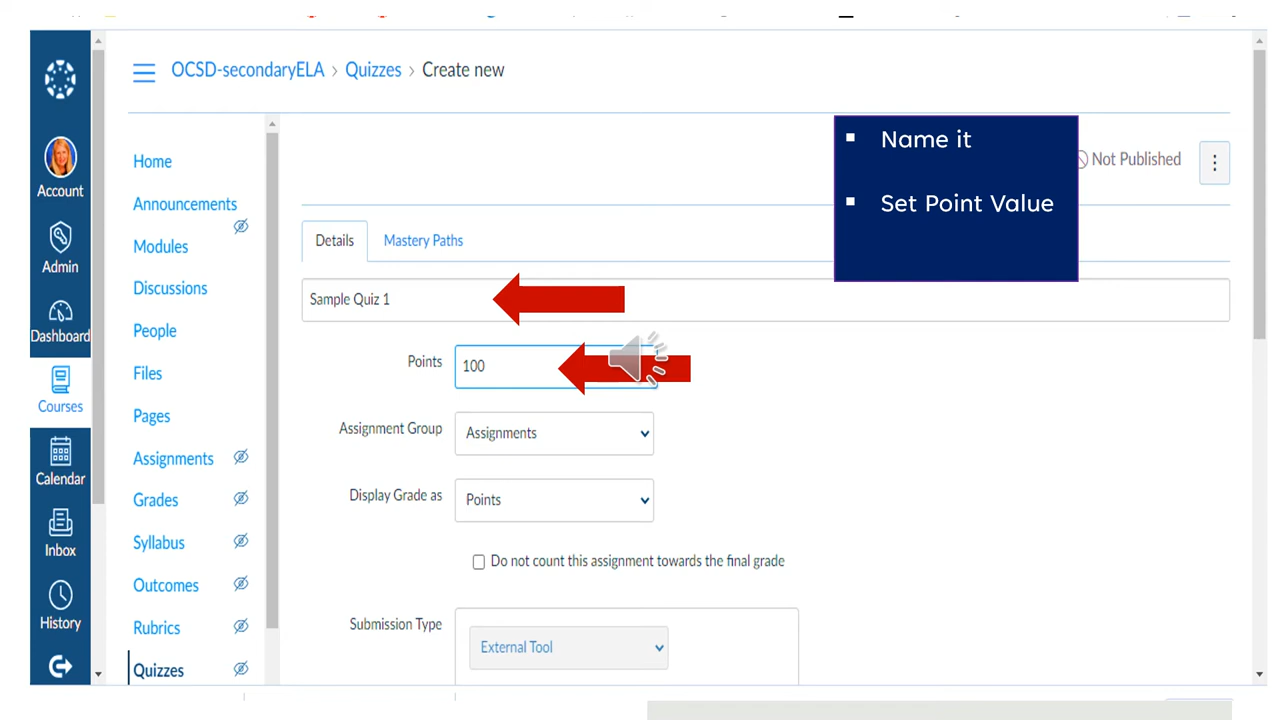 OCSD-secondaryELA > Quizzes > Create new
Account
Admin
Dashboard
Courses
Calendar
Inbox
History
Home
Announcements
Modules
Discussions
People
Files
Pages
Assignments
Grades
Syllabus
Outcomes
Rubrics
Quizzes
▪ Name it
▪ Set Point Value
Not Published
Details Mastery Paths
Sample Quiz 1
Points 100
Assignment Group Assignments
Display Grade as Points
Do not count this assignment towards the final grade
Submission Type
External Tool